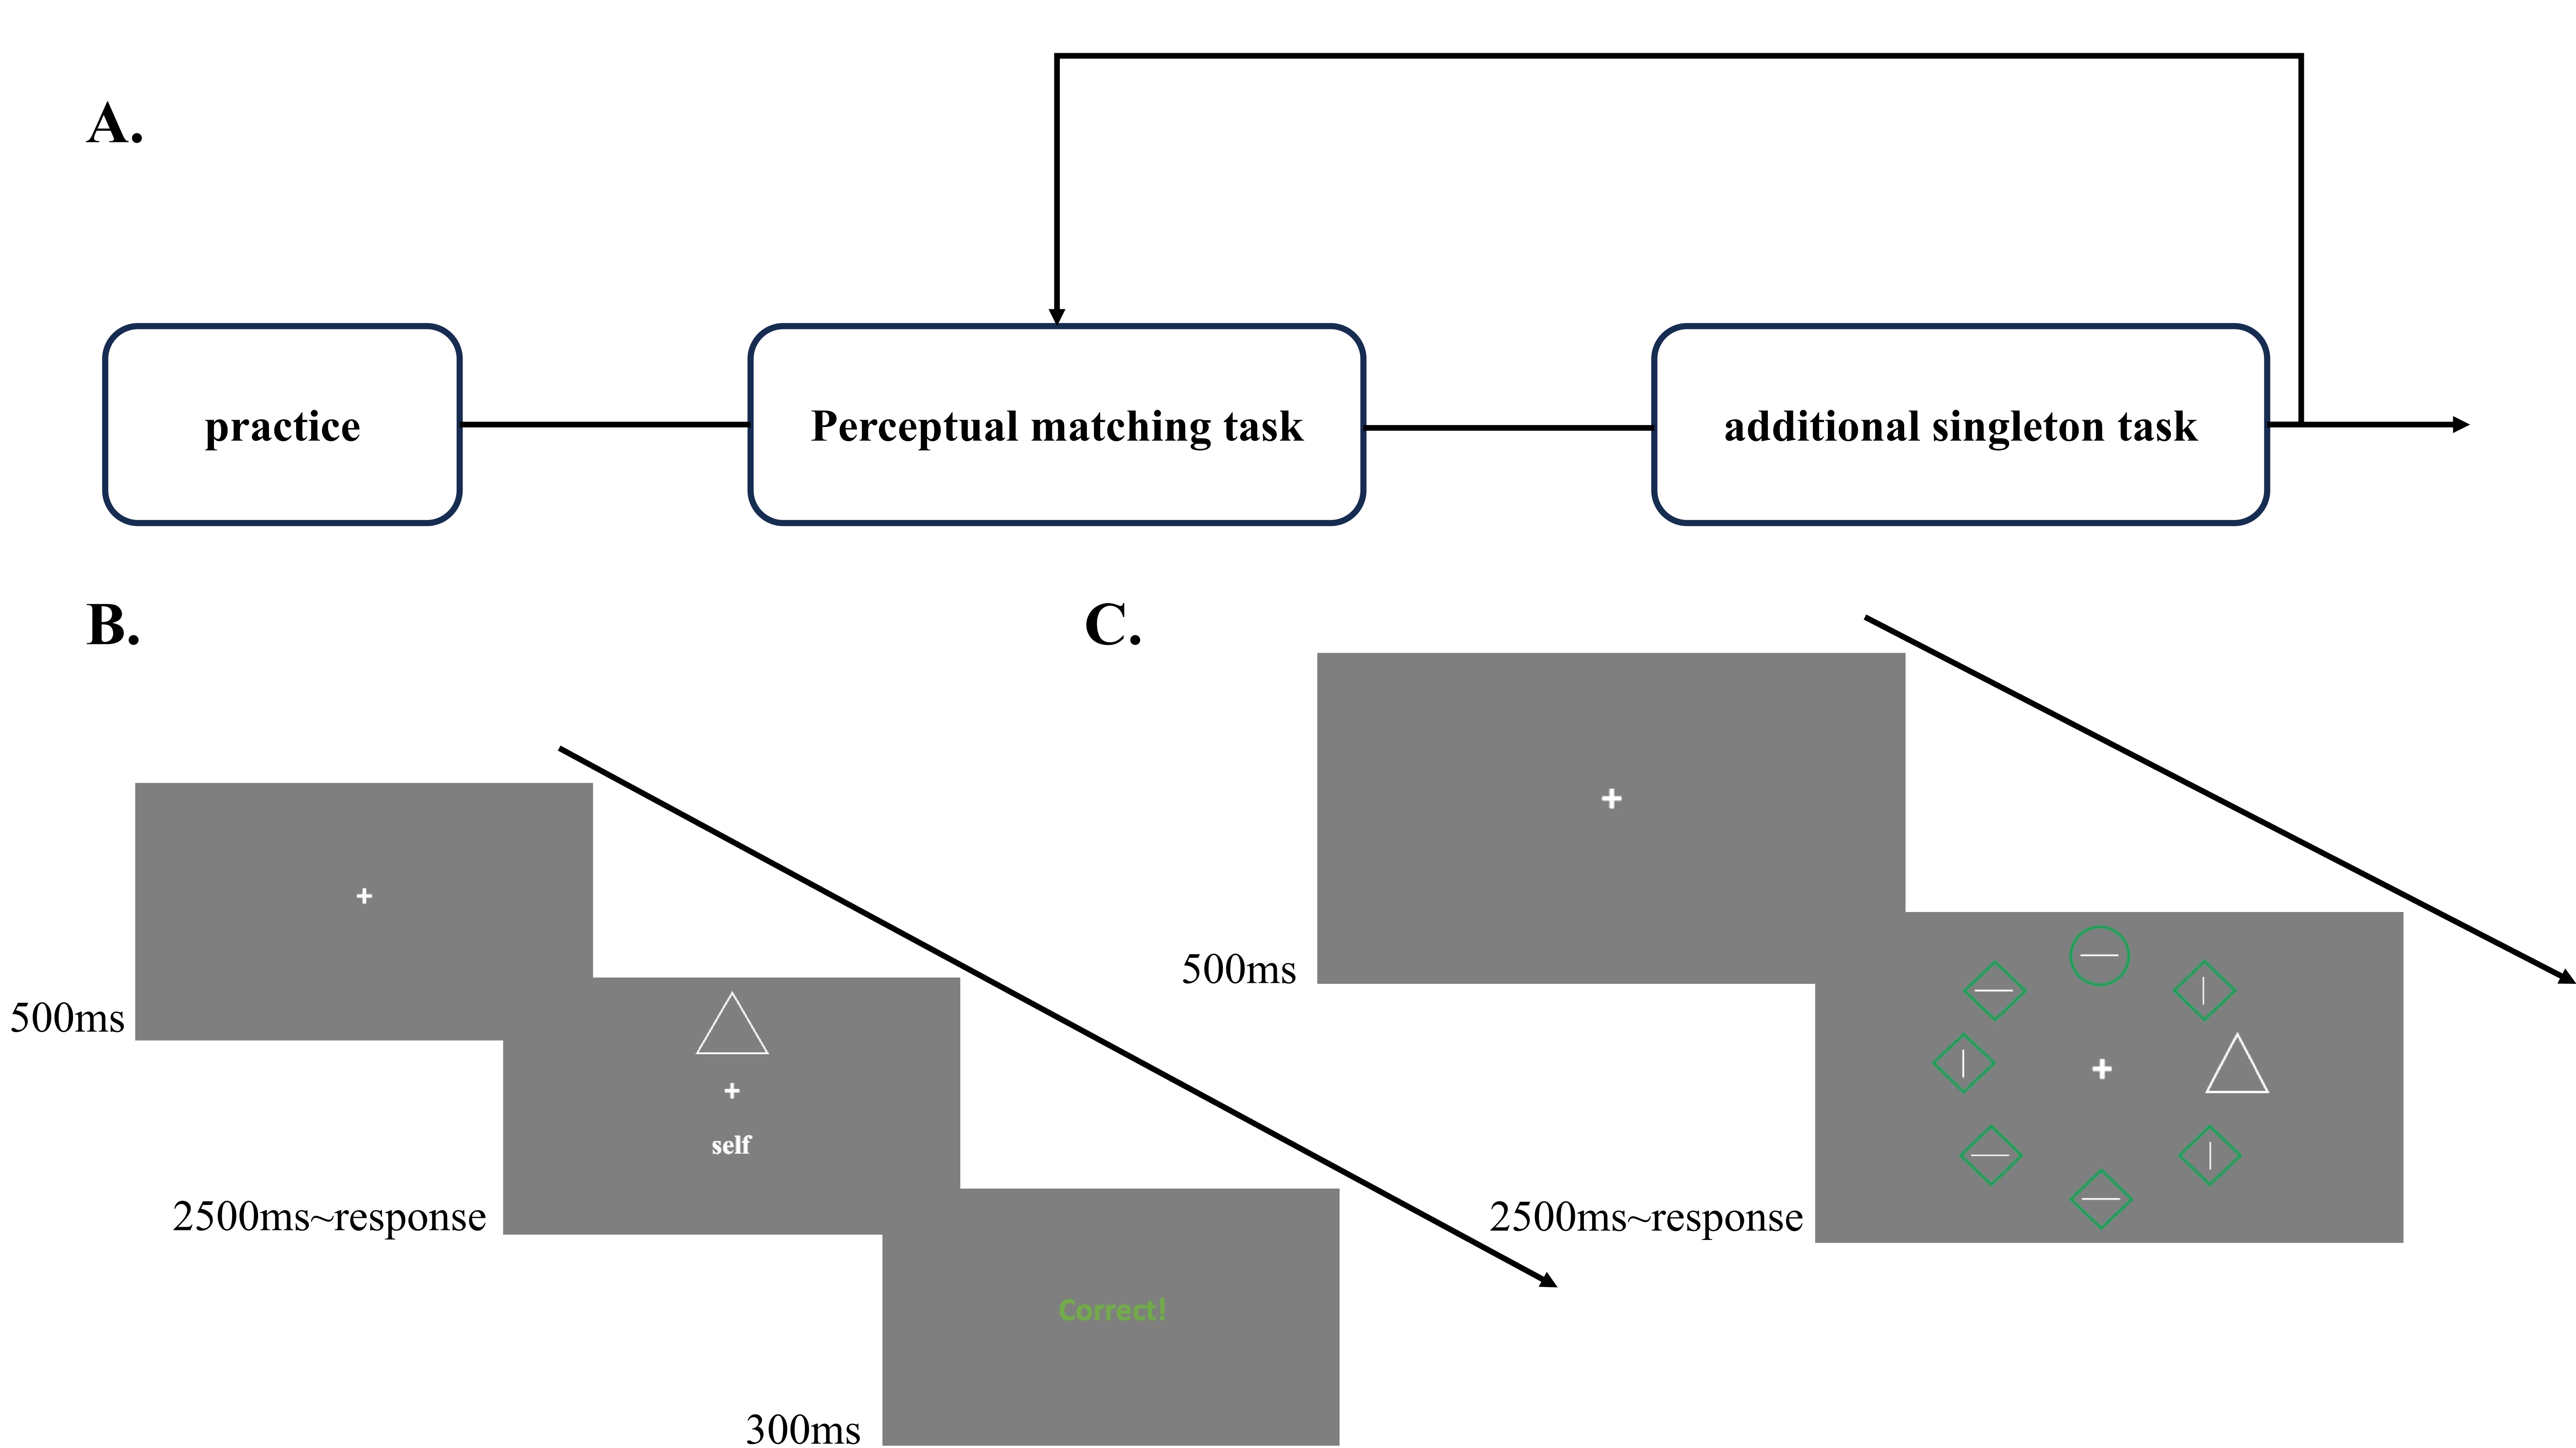 A.
practice
Perceptual matching task
additional singleton task
B.
500ms
self
2500ms~response
Correct!
300ms
C.
500ms
2500ms~response